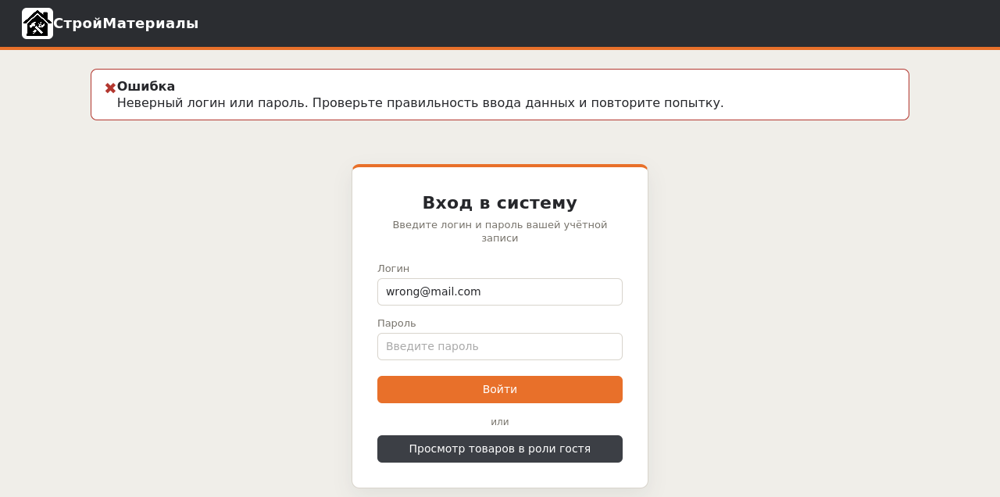 СтройМатериалы
Ошибка
Неверный логин или пароль. Проверьте правильность ввода данных и повторите попытку.
Вход в систему
Введите логин и пароль вашей учётной
записи
Логин
wrong@mail.com
Пароль
Введите пароль
Войти
или
Просмотр товаров в роли гостя